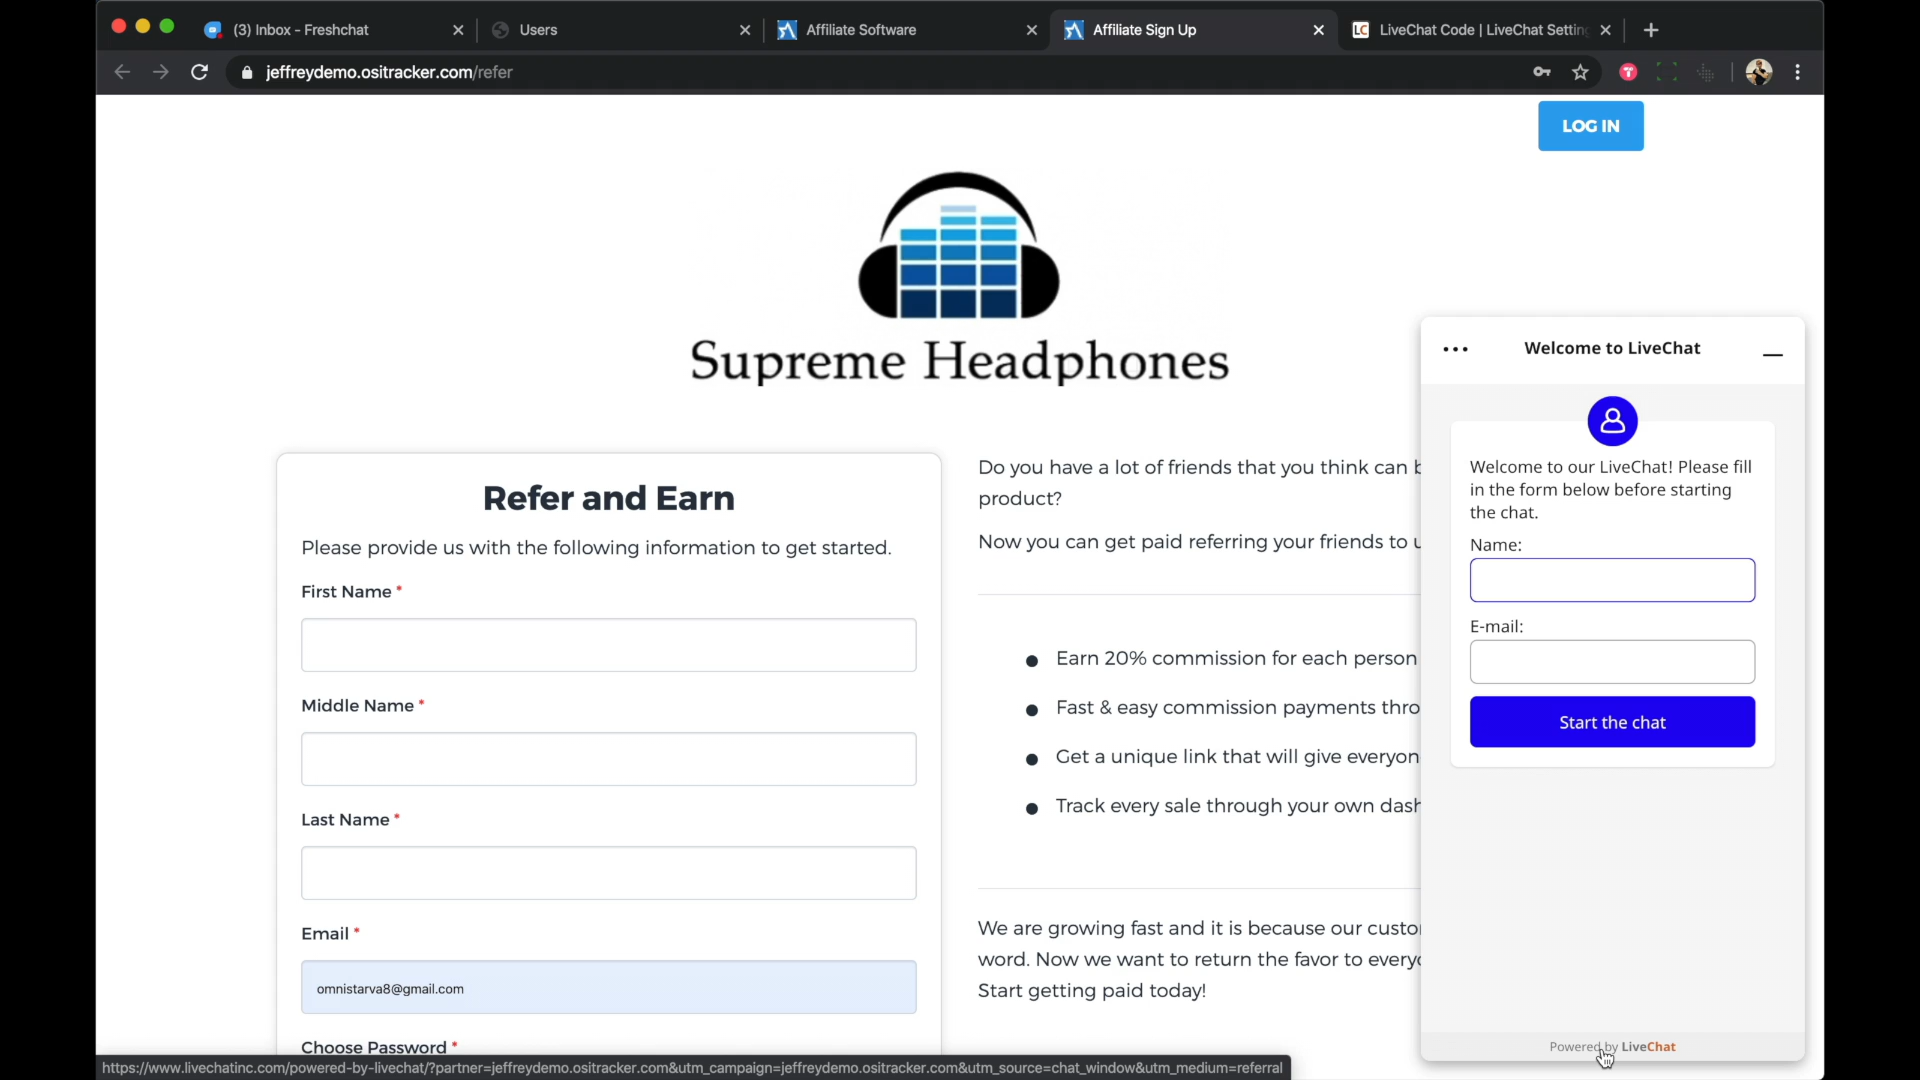 (3) Inbox - Freshchat
Users
Affiliate Software
Affiliate Sign Up
LC LiveChat Code | LiveChat Settin
jeffreydemo.ositracker.com/refer
LOG IN
Supreme Headphones
Refer and Earn
Please provide us with the following information to get started.
First Name *
Middle Name *
Last Name *
Email *
omnistarva8@gmail.com
Choose Password *
Do you have a lot of friends that you think can b
product?
Now you can get paid referring your friends to u
Earn 20% commission for each person
Fast & easy commission payments thro
Get a unique link that will give everyon
Track every sale through your own dash
We are growing fast and it is because our custo
word. Now we want to return the favor to everyo
Start getting paid today!
Welcome to LiveChat
Welcome to our LiveChat! Please fill
in the form below before starting
the chat.
Name:
E-mail:
Start the chat
Powered by LiveChat
https://www.livechatinc.com/powered-by-livechat/?partner=jeffreydemo.ositracker.com&utm_campaign=jeffreydemo.ositracker.com&utm_source=chat_window&utm_medium=referral